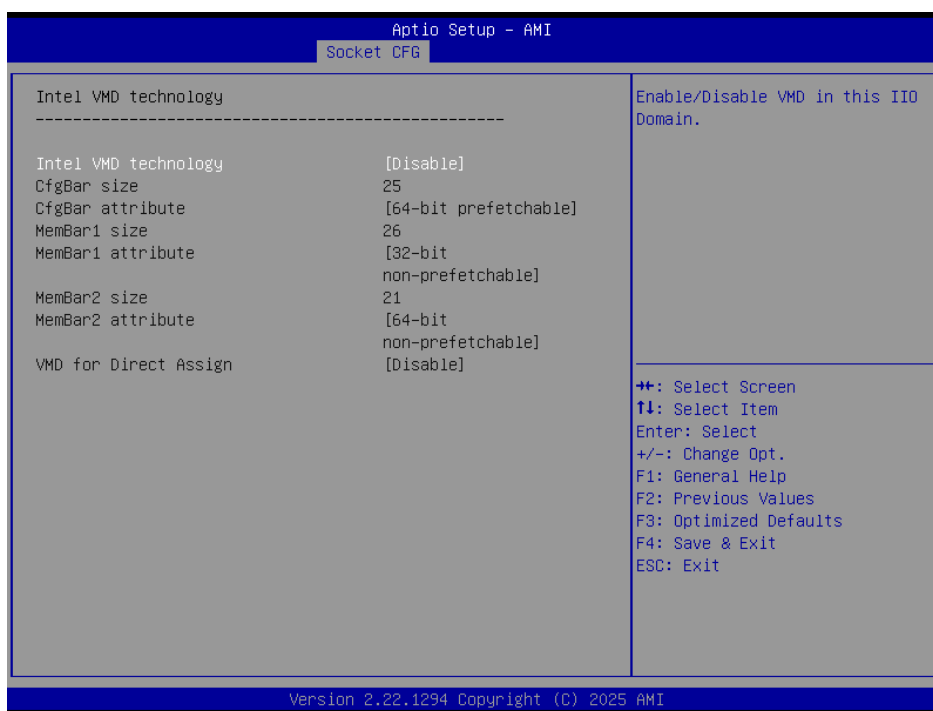 Aptio Setup – AMI
Socket CFG
Intel VMD technology
--------------------------------------------------
Intel VMD technology [Disable]
CfgBar size 25
CfgBar attribute [64-bit prefetchable]
MemBar1 size 26
MemBar1 attribute [32-bit
non-prefetchable]
MemBar2 size 21
MemBar2 attribute [64-bit
non-prefetchable]
VMD for Direct Assign [Disable]
Enable/Disable VMD in this IIO
Domain.
→←: Select Screen
↑↓: Select Item
Enter: Select
+/-: Change Opt.
F1: General Help
F2: Previous Values
F3: Optimized Defaults
F4: Save & Exit
ESC: Exit
Version 2.22.1294 Copyright (C) 2025 AMI